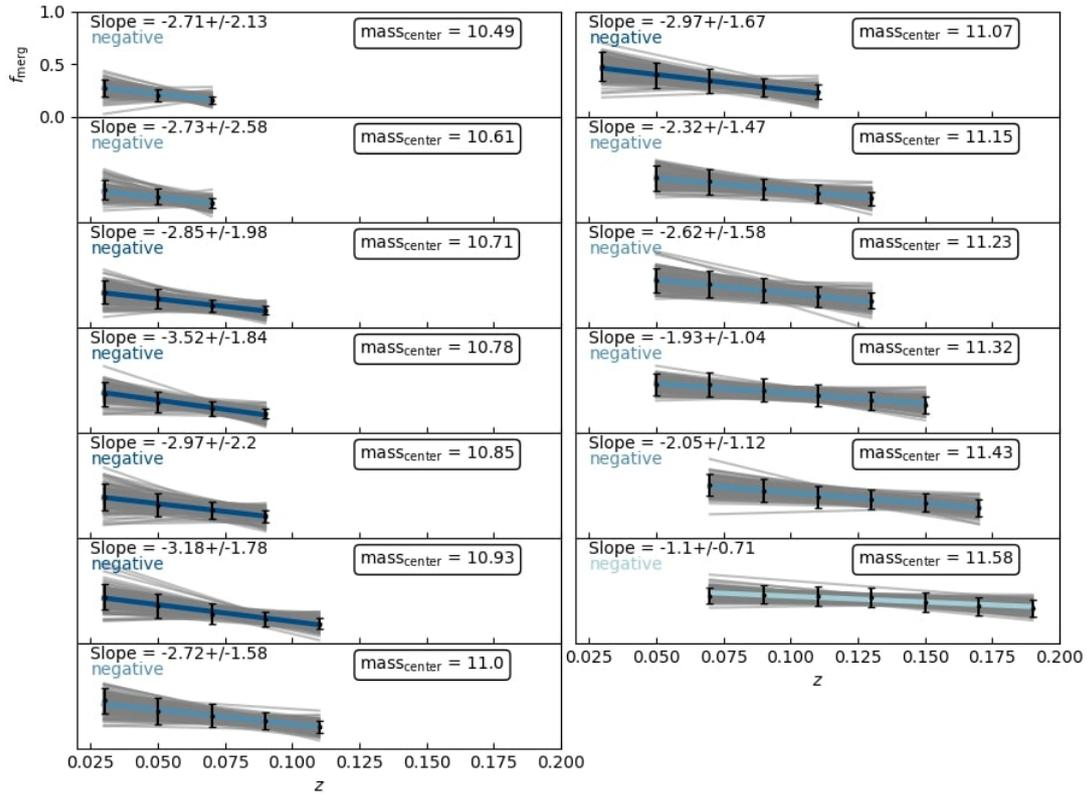 1.0
0.5
0.0
f_merg
Slope = -2.71+/-2.13
negative
mass_center = 10.49
Slope = -2.73+/-2.58
negative
mass_center = 10.61
Slope = -2.85+/-1.98
negative
mass_center = 10.71
Slope = -3.52+/-1.84
negative
mass_center = 10.78
Slope = -2.97+/-2.2
negative
mass_center = 10.85
Slope = -3.18+/-1.78
negative
mass_center = 10.93
Slope = -2.72+/-1.58
negative
mass_center = 11.0
0.025 0.050 0.075 0.100 0.125 0.150 0.175 0.200
z
Slope = -2.97+/-1.67
negative
mass_center = 11.07
Slope = -2.32+/-1.47
negative
mass_center = 11.15
Slope = -2.62+/-1.58
negative
mass_center = 11.23
Slope = -1.93+/-1.04
negative
mass_center = 11.32
Slope = -2.05+/-1.12
negative
mass_center = 11.43
Slope = -1.1+/-0.71
negative
mass_center = 11.58
0.025 0.050 0.075 0.100 0.125 0.150 0.175 0.200
z